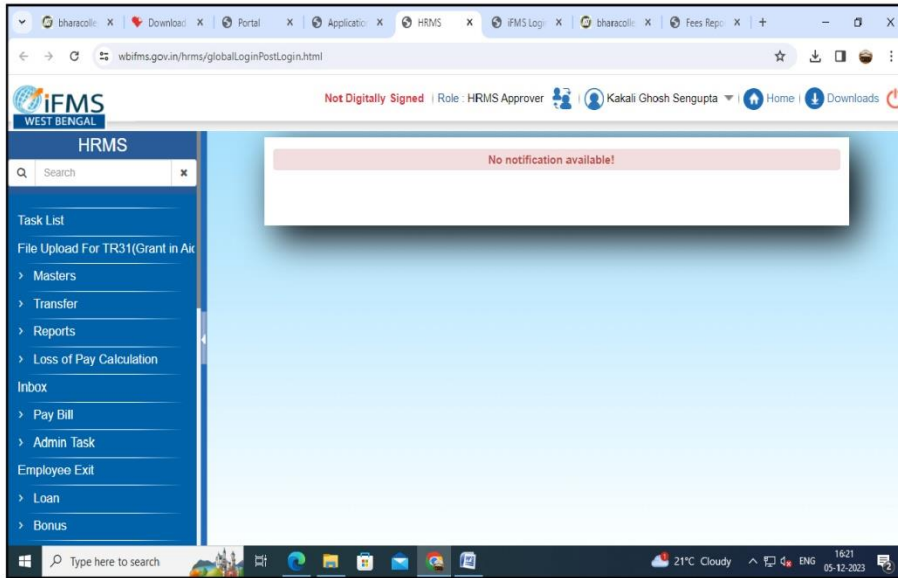 bharacolle
Download
Portal
Applicatio
HRMS
iFMS Logi
bharacolle
Fees Repo
wbifms.gov.in/hrms/globalLoginPostLogin.html
iFMS
WEST BENGAL
Not Digitally Signed | Role : HRMS Approver | Kakali Ghosh Sengupta | Home | Downloads
HRMS
Search
No notification available!
Task List
File Upload For TR31(Grant in Aid
> Masters
> Transfer
> Reports
> Loss of Pay Calculation
Inbox
> Pay Bill
> Admin Task
Employee Exit
> Loan
> Bonus
Type here to search
21°C Cloudy
ENG
16:21
05-12-2023
2